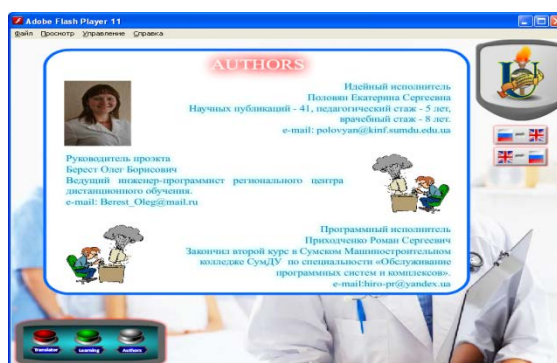 Adobe Flash Player 11
Файл Просмотр Управление Справка
AUTHORS
Идейный исполнитель
Половян Екатерина Сергеевна
Научных публикаций - 41, педагогический стаж - 5 лет,
врачебный стаж - 8 лет.
e-mail: polovyan@kinf.sumdu.edu.ua
Руководитель проэкта
Берест Олег Борисович
Ведущий инженер-программист регионального центра
дистанционного обучения.
e-mail: Berest_Oleg@mail.ru
Програмный исполнитель
Приходченко Роман Сергеевич
Закончил второй курс в Сумском Машиностроительном
колледже СумДУ по специальности «Обслуживание
программных систем и комплексов».
e-mail:hiro-pr@yandex.ua
Translator Learning Authors